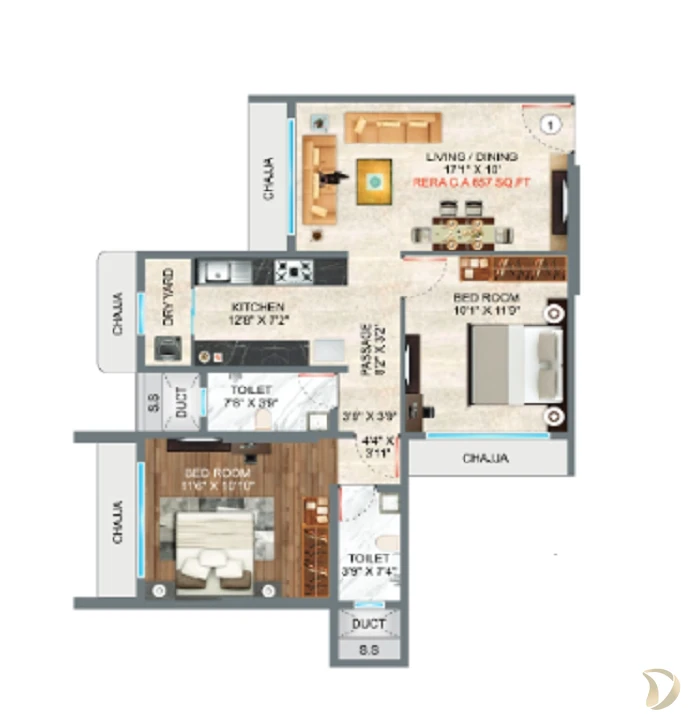 1
LIVING / DINING
17'1" X 10'
RERA C.A 657 SQ.FT
CHAJJA
CHAJJA
DRY YARD
KITCHEN
12'8" X 7'2"
PASSAGE
8'2" X 3'2"
BED ROOM
10'1" X 11'9"
S.S
DUCT
TOILET
7'8" X 3'9"
3'9" X 3'9"
4'4" X
3'11"
CHAJJA
CHAJJA
BED ROOM
11'6" X 10'10"
TOILET
3'9" X 7'4"
DUCT
S.S